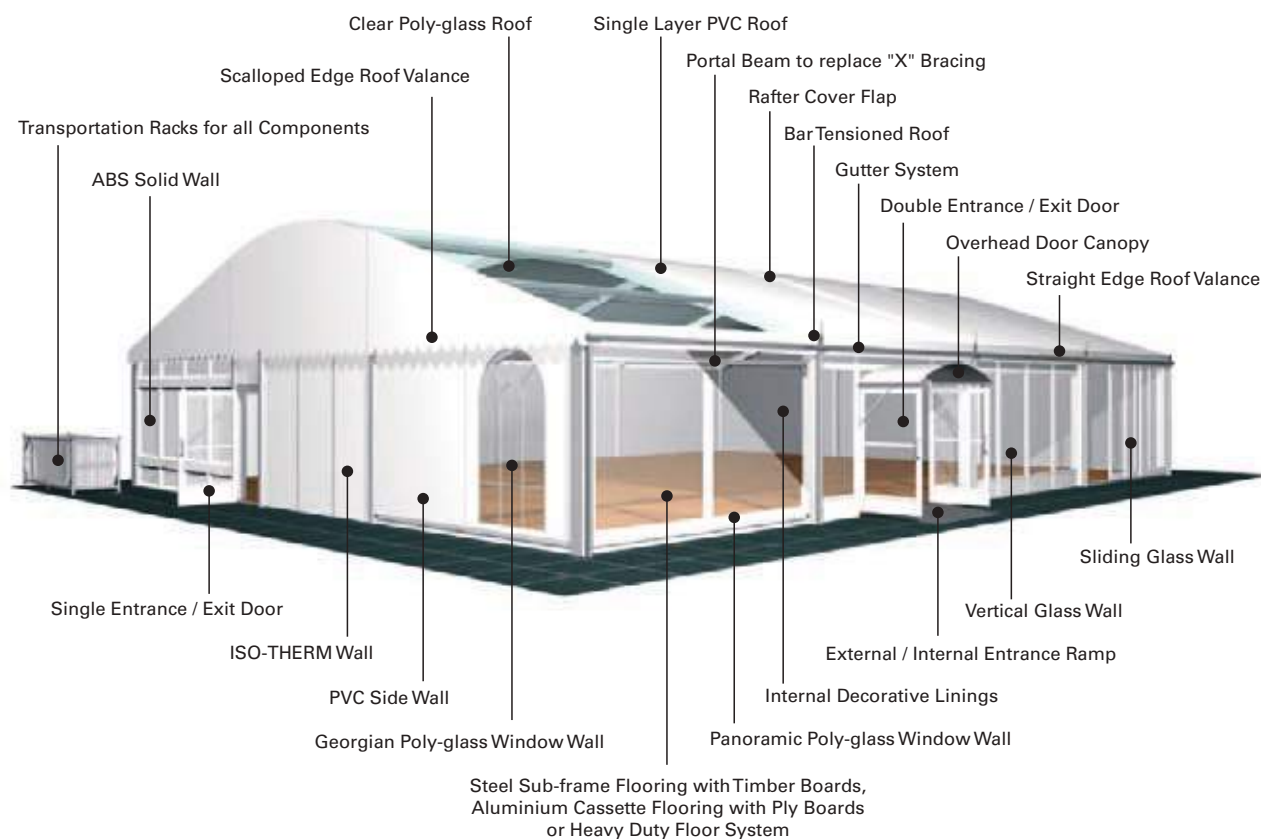 Clear Poly-glass Roof
Single Layer PVC Roof
Portal Beam to replace "X" Bracing
Scalloped Edge Roof Valance
Rafter Cover Flap
Transportation Racks for all Components
Bar Tensioned Roof
ABS Solid Wall
Gutter System
Double Entrance / Exit Door
Overhead Door Canopy
Straight Edge Roof Valance
Sliding Glass Wall
Single Entrance / Exit Door
Vertical Glass Wall
ISO-THERM Wall
External / Internal Entrance Ramp
PVC Side Wall
Internal Decorative Linings
Georgian Poly-glass Window Wall
Panoramic Poly-glass Window Wall
Steel Sub-frame Flooring with Timber Boards,
Aluminium Cassette Flooring with Ply Boards
or Heavy Duty Floor System